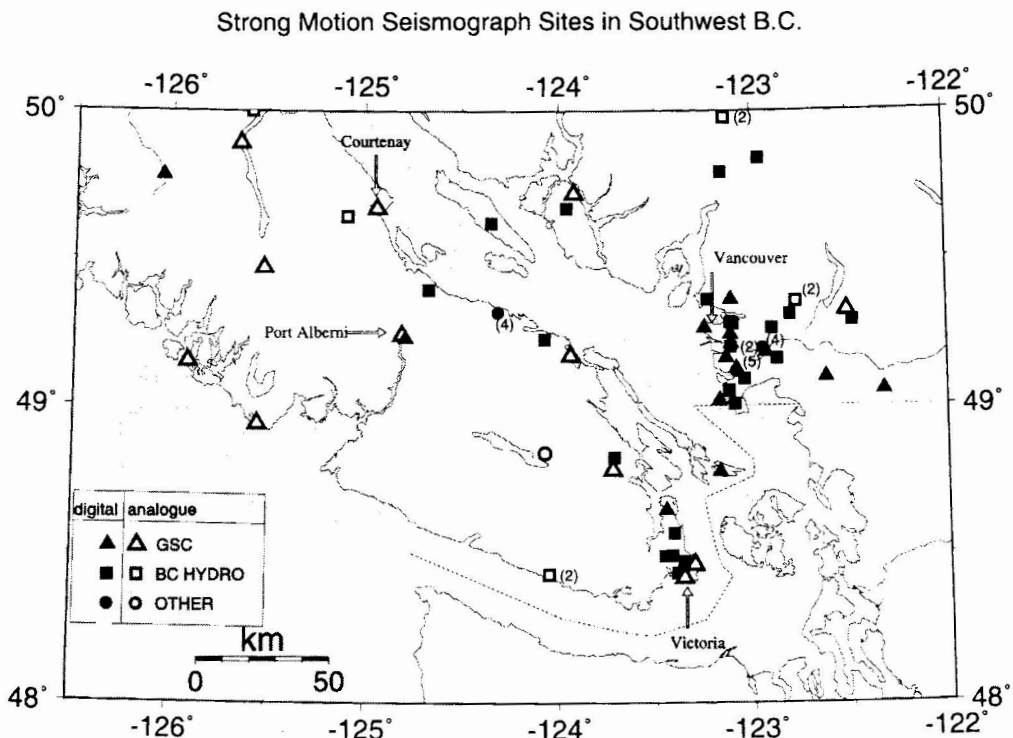 Strong Motion Seismograph Sites in Southwest B.C.
-126° -125° -124° -123° -122°
50° 50°
(2)
Courtenay
Vancouver
(2)
Port Alberni
(4)
(4)
(2)
(5)
49° 49°
digital analogue
GSC
BC HYDRO
OTHER
(2)
km
Victoria
0 50
48° 48°
-126° -125° -124° -123° -122°